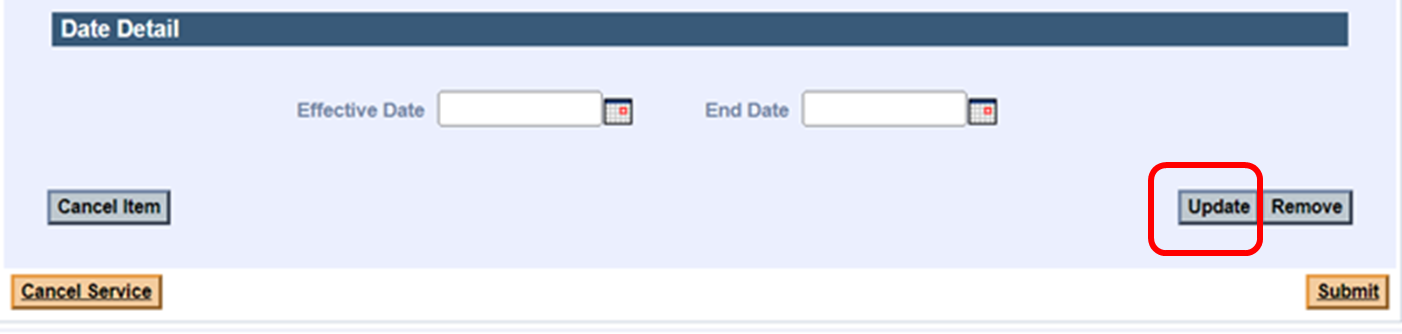 Date Detail
Effective Date End Date
Cancel Item Update Remove
Cancel Service Submit